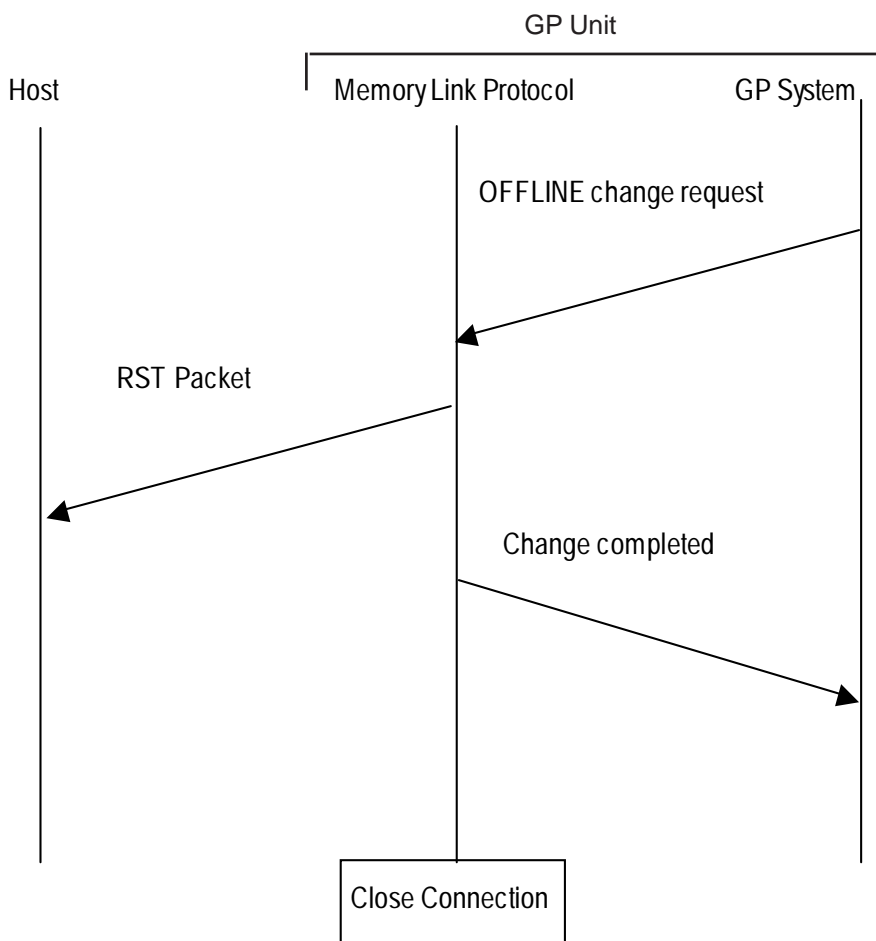 GP Unit
Host
Memory Link Protocol
GP System
OFFLINE change request
RST Packet
Change completed
Close Connection